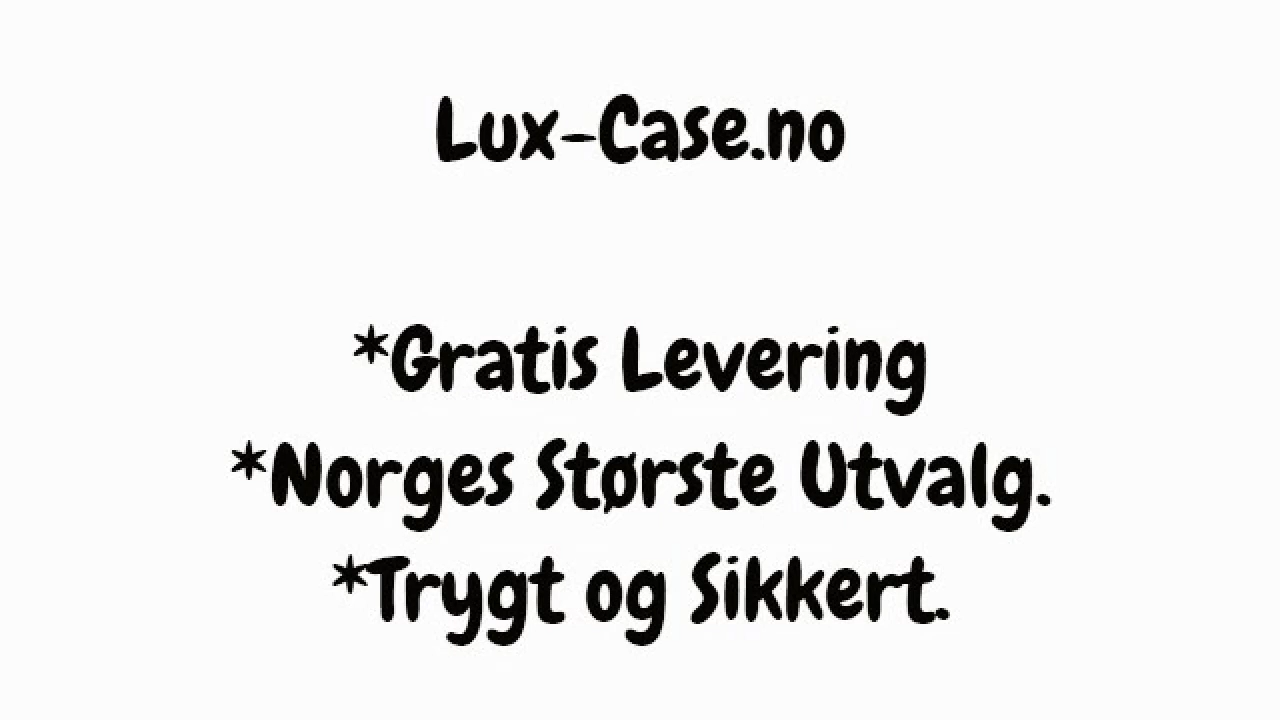 Lux-Case.no
*Gratis Levering
*Norges Største Utvalg.
*Trygt og Sikkert.